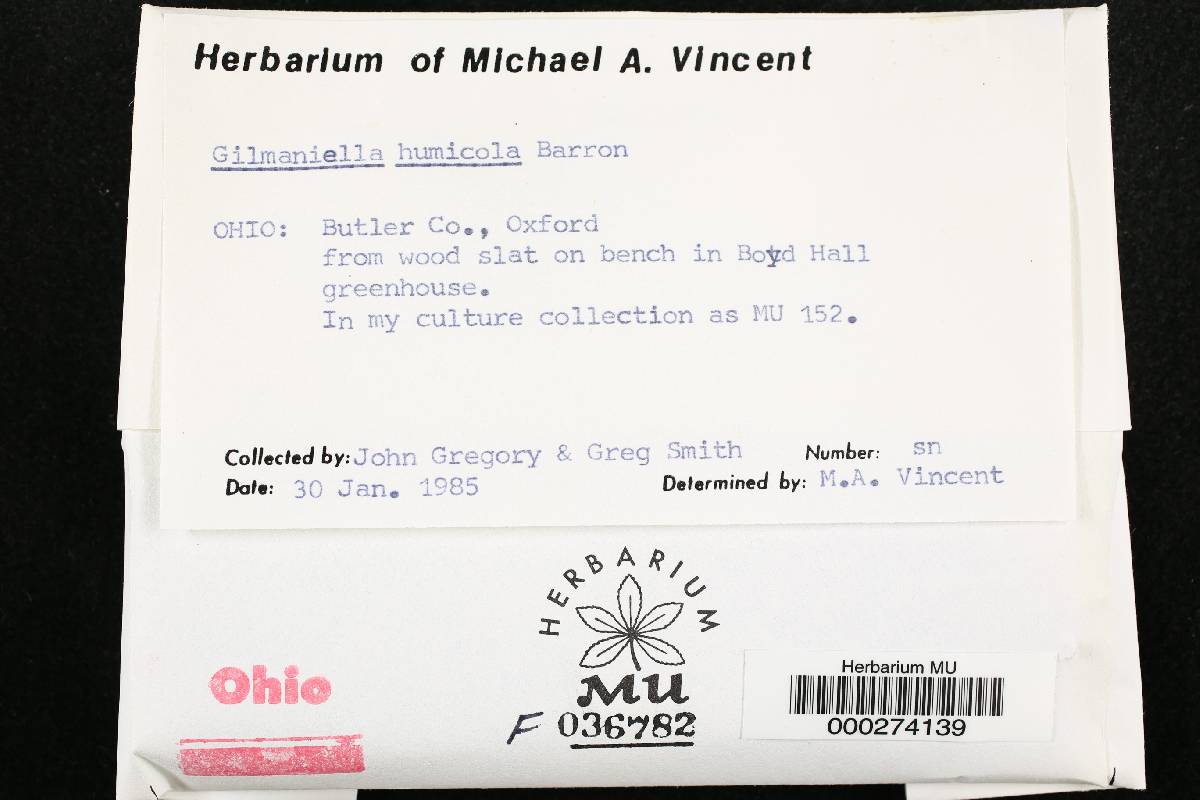 Herbarium of Michael A. Vincent
Gilmaniella humicola Barron
OHIO: Butler Co., Oxford
from wood slat on bench in Boyd Hall
greenhouse.
In my culture collection as MU 152.
Collected by: John Gregory & Greg Smith Number: sn
Date: 30 Jan. 1985 Determined by: M.A. Vincent
HERBARIUM
MU
F 036782
Ohio
Herbarium MU
000274139